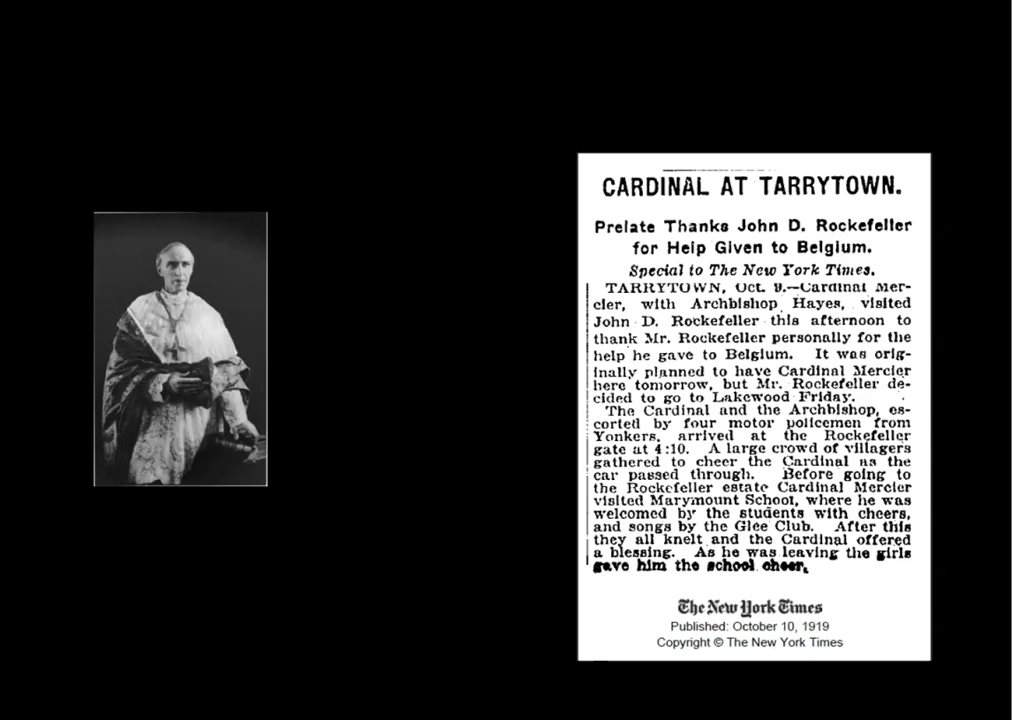 CARDINAL AT TARRYTOWN.
Prelate Thanks John D. Rockefeller
for Help Given to Belgium.
Special to The New York Times.
TARRYTOWN, Oct. 9.—Cardinal Mer-
cier, with Archbishop Hayes, visited
John D. Rockefeller this afternoon to
thank Mr. Rockefeller personally for the
help he gave to Belgium. It was orig-
inally planned to have Cardinal Mercier
here tomorrow, but Mr. Rockefeller de-
cided to go to Lakewood Friday.
The Cardinal and the Archbishop, es-
corted by four motor policemen from
Yonkers, arrived at the Rockefeller
gate at 4:10. A large crowd of villagers
gathered to cheer the Cardinal as the
car passed through. Before going to
the Rockefeller estate Cardinal Mercier
visited Marymount School, where he was
welcomed by the students with cheers,
and songs by the Glee Club. After this
they all knelt and the Cardinal offered
a blessing. As he was leaving the girls
gave him the school cheer.
The New York Times
Published: October 10, 1919
Copyright © The New York Times